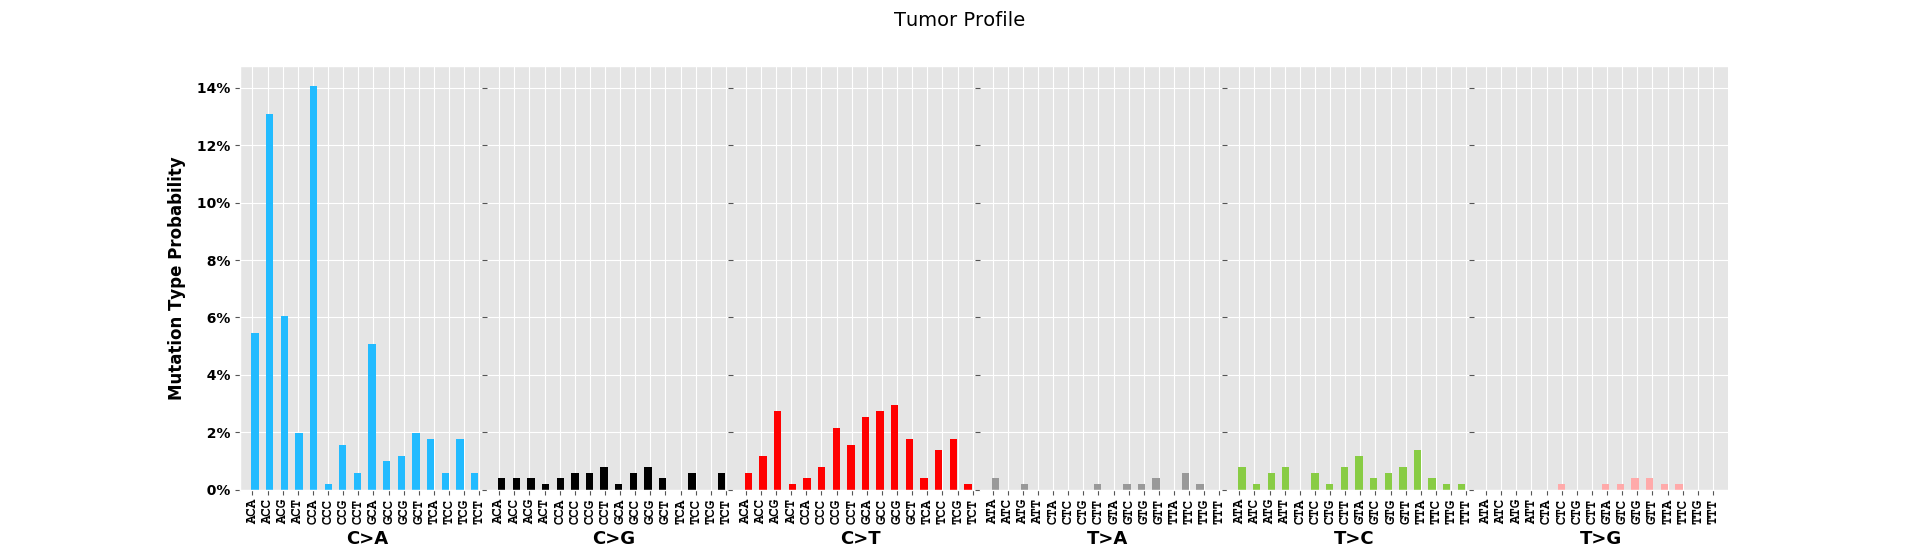 Tumor Profile
Mutation Type Probability
14%
12%
10%
8%
6%
4%
2%
0%
ACA ACC ACG ACT CCA CCC CCG CCT GCA GCC GCG GCT TCA TCC TCG TCT
ACA ACC ACG ACT CCA CCC CCG CCT GCA GCC GCG GCT TCA TCC TCG TCT
ACA ACC ACG ACT CCA CCC CCG CCT GCA GCC GCG GCT TCA TCC TCG TCT
ATA ATC ATG ATT CTA CTC CTG CTT GTA GTC GTG GTT TTA TTC TTG TTT
ATA ATC ATG ATT CTA CTC CTG CTT GTA GTC GTG GTT TTA TTC TTG TTT
ATA ATC ATG ATT CTA CTC CTG CTT GTA GTC GTG GTT TTA TTC TTG TTT
C>A C>G C>T T>A T>C T>G